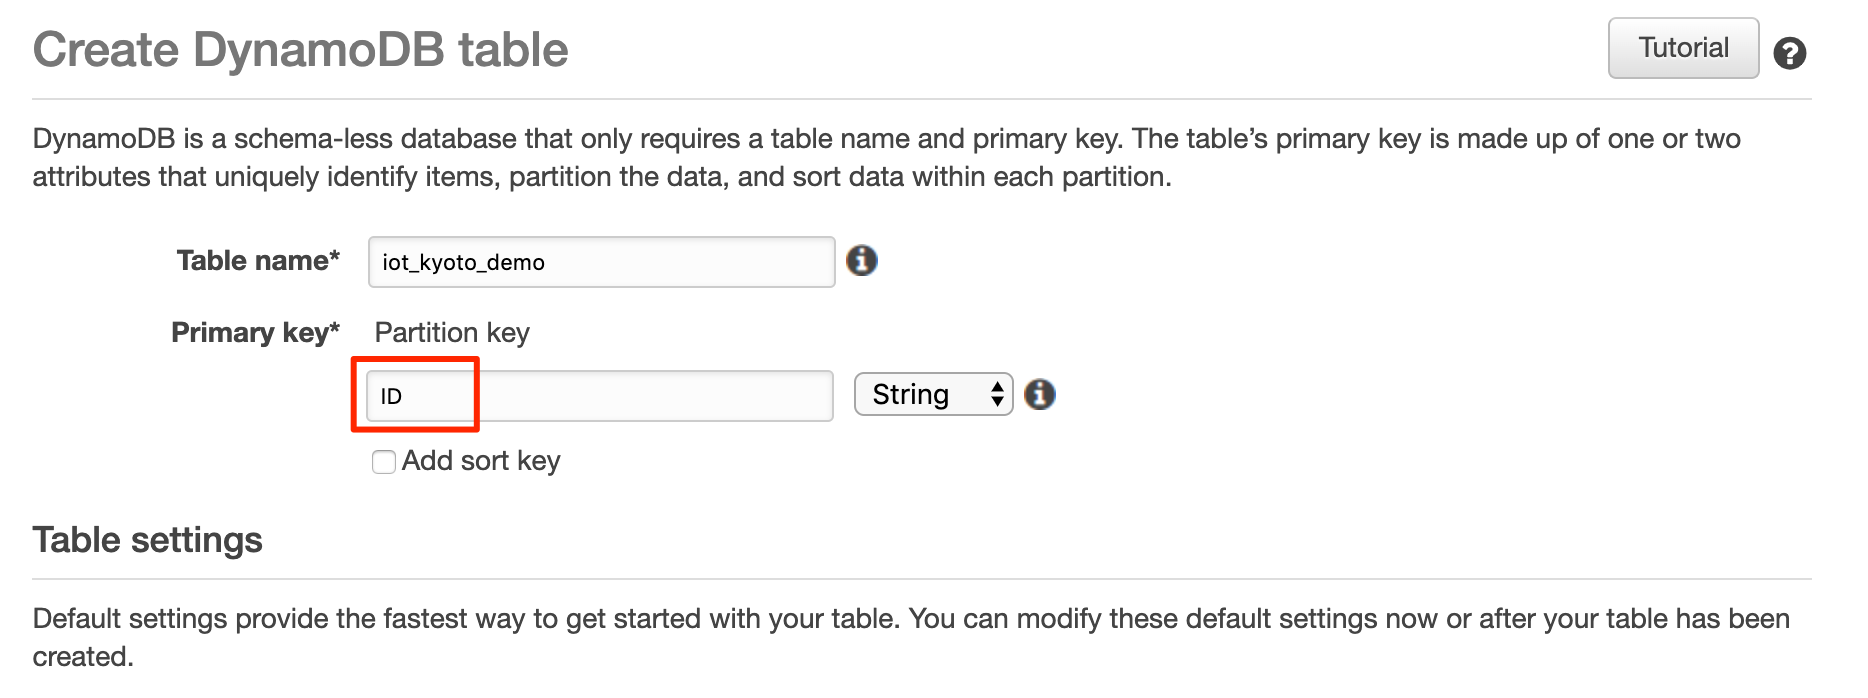 Create DynamoDB table
Tutorial
DynamoDB is a schema-less database that only requires a table name and primary key. The table’s primary key is made up of one or two
attributes that uniquely identify items, partition the data, and sort data within each partition.
Table name* iot_kyoto_demo
Primary key* Partition key
ID String
Add sort key
Table settings
Default settings provide the fastest way to get started with your table. You can modify these default settings now or after your table has been
created.